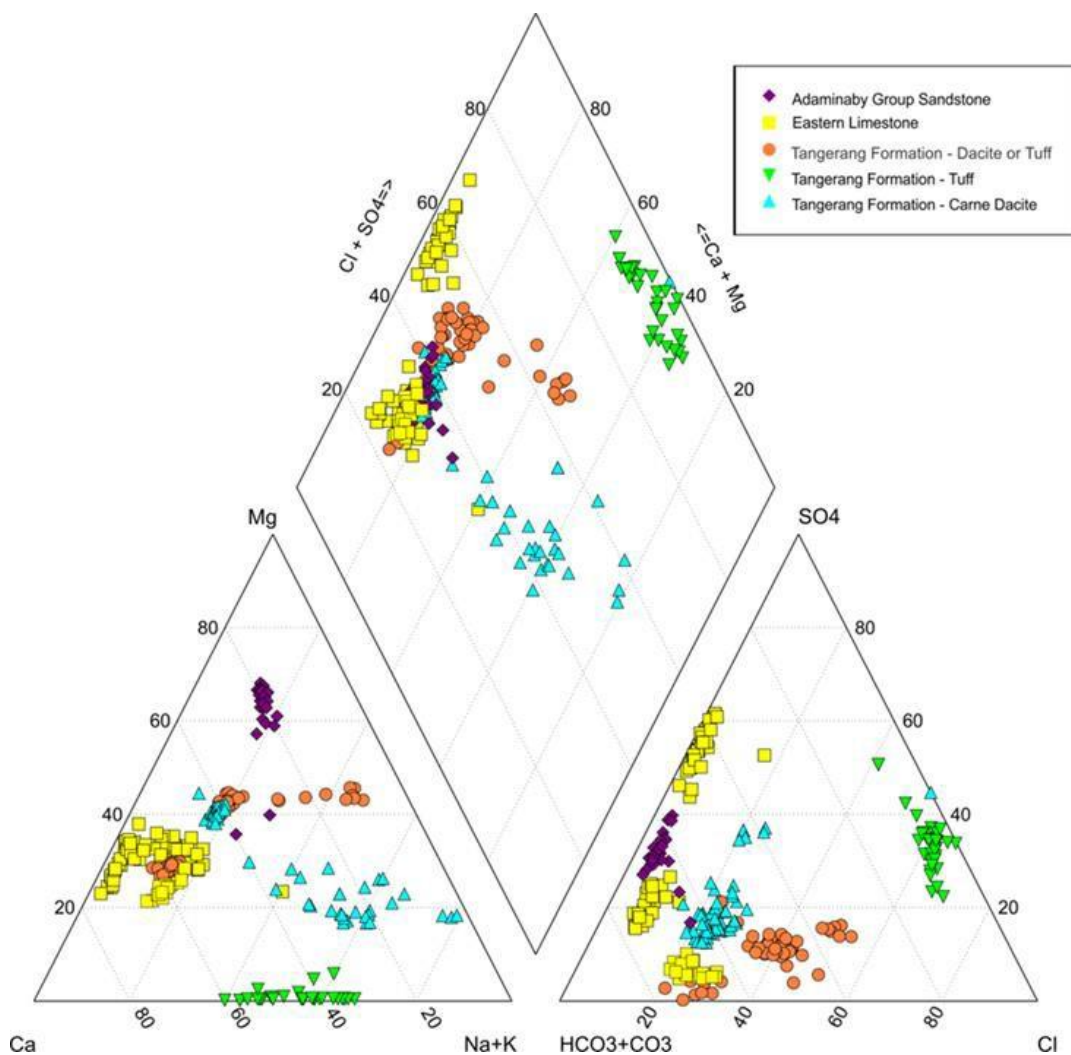 80
80
Adaminaby Group Sandstone
Eastern Limestone
Tangerang Formation - Dacite or Tuff
Tangerang Formation - Tuff
Tangerang Formation - Carne Dacite
60
60
Cl + SO4=>
<=Ca + Mg
40
40
20
20
Mg
SO4
80
80
60
60
40
40
20
20
80
60
40
20
20
40
60
80
Ca
Na+K
HCO3+CO3
Cl